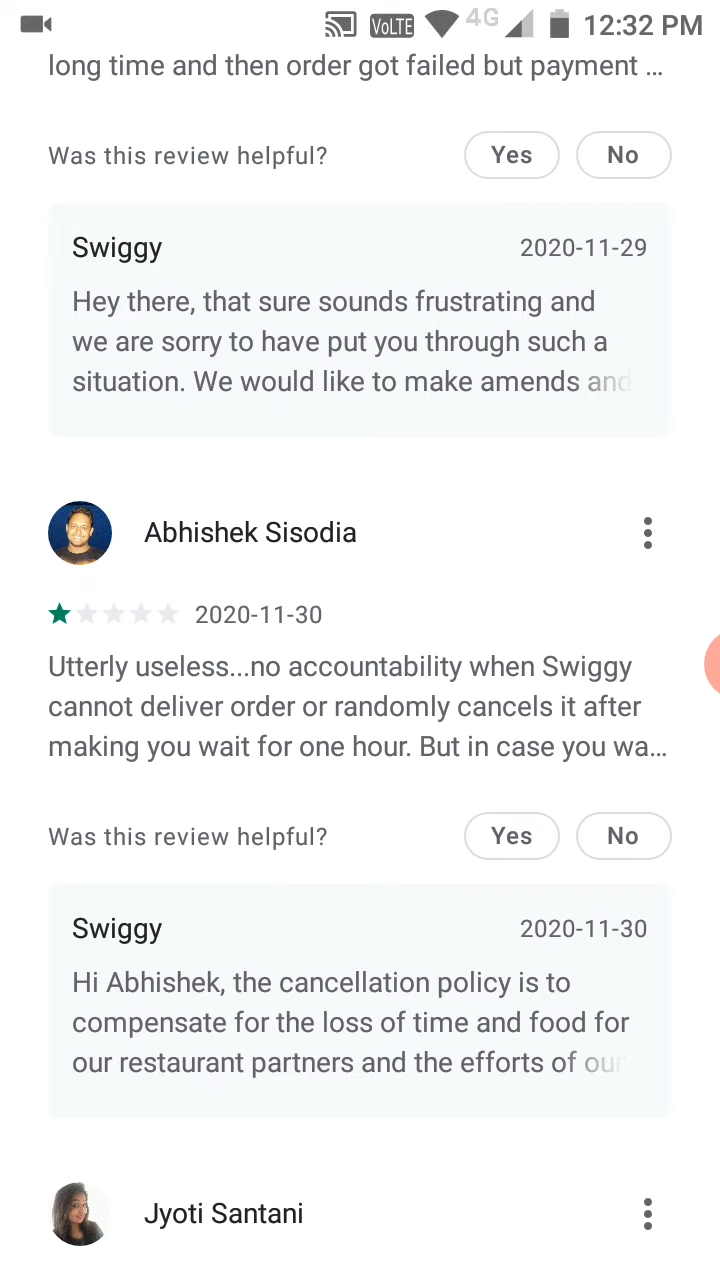 VoLTE 4G 12:32 PM
long time and then order got failed but payment ...
Was this review helpful? Yes No
Swiggy 2020-11-29
Hey there, that sure sounds frustrating and
we are sorry to have put you through such a
situation. We would like to make amends and
Abhishek Sisodia
2020-11-30
Utterly useless...no accountability when Swiggy
cannot deliver order or randomly cancels it after
making you wait for one hour. But in case you wa...
Was this review helpful? Yes No
Swiggy 2020-11-30
Hi Abhishek, the cancellation policy is to
compensate for the loss of time and food for
our restaurant partners and the efforts of our
Jyoti Santani